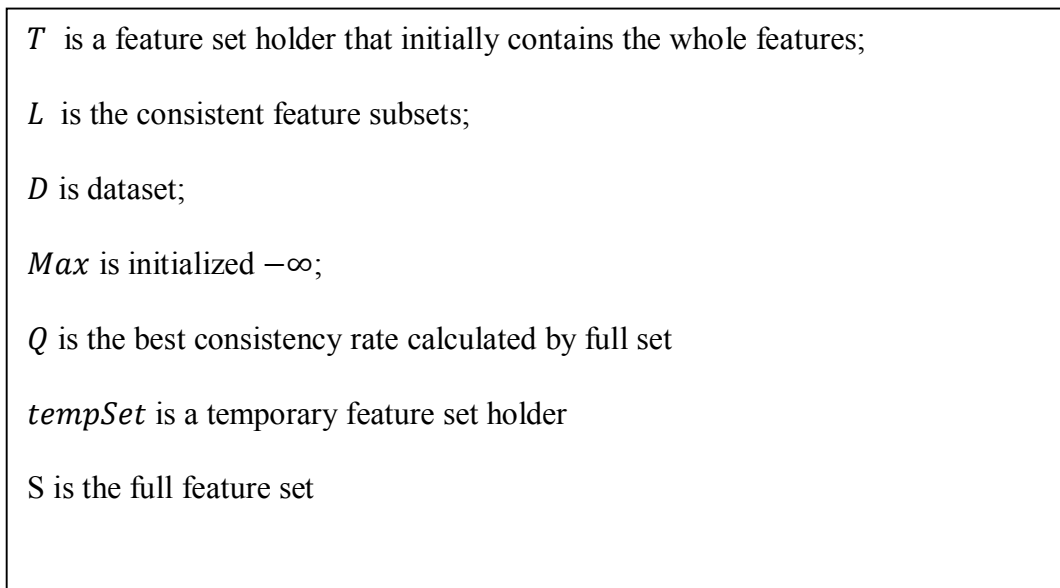 T is a feature set holder that initially contains the whole features;
L is the consistent feature subsets;
D is dataset;
Max is initialized −∞;
Q is the best consistency rate calculated by full set
tempSet is a temporary feature set holder
S is the full feature set